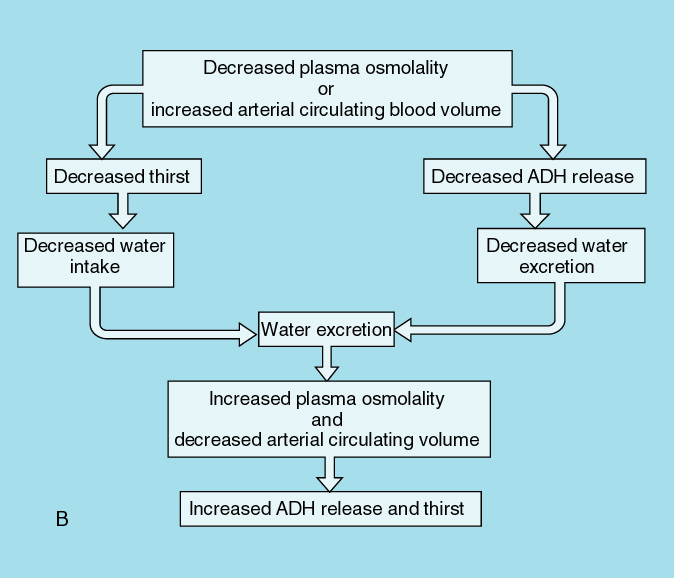 Decreased plasma osmolality
or
increased arterial circulating blood volume
Decreased thirst
Decreased ADH release
Decreased water
intake
Decreased water
excretion
Water excretion
Increased plasma osmolality
and
decreased arterial circulating volume
Increased ADH release and thirst
B